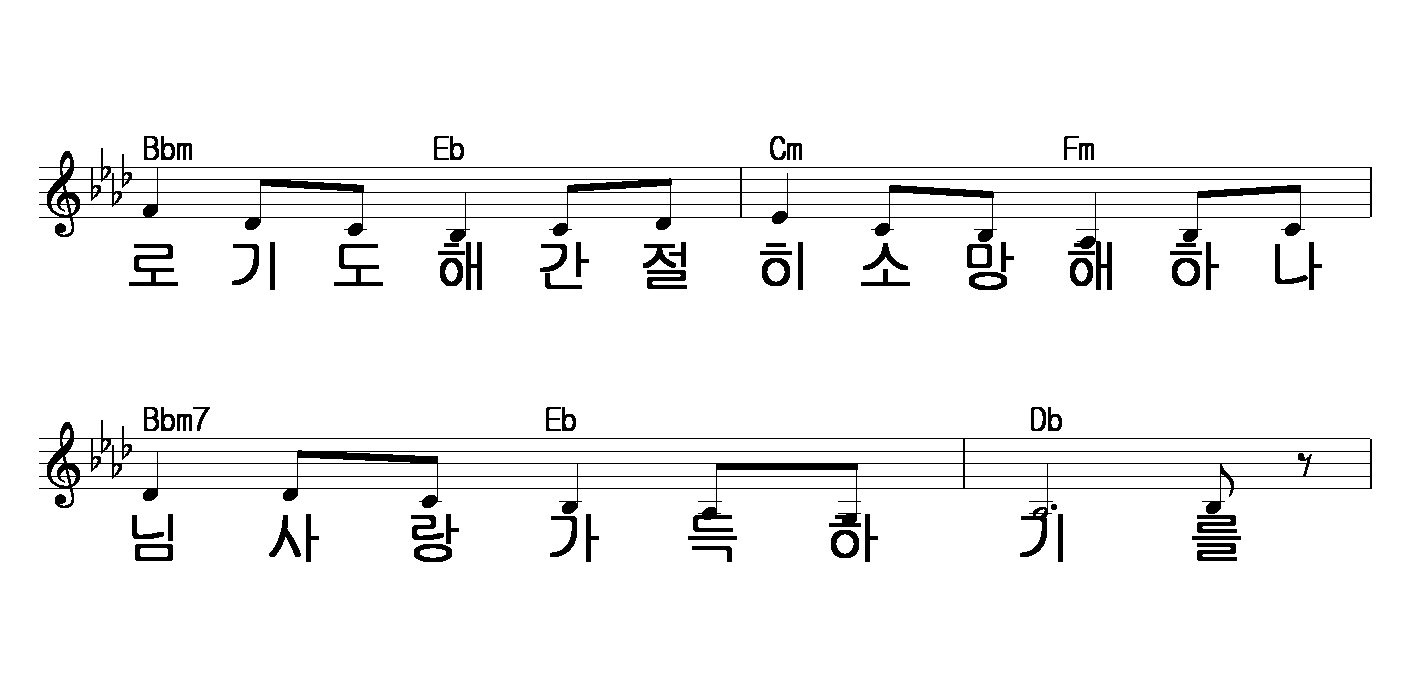 Bbm Eb Cm Fm
로 기 도 해 간 절 히 소 망 해 하 나
Bbm7 Eb Db
님 사 랑 가 득 하 기 를